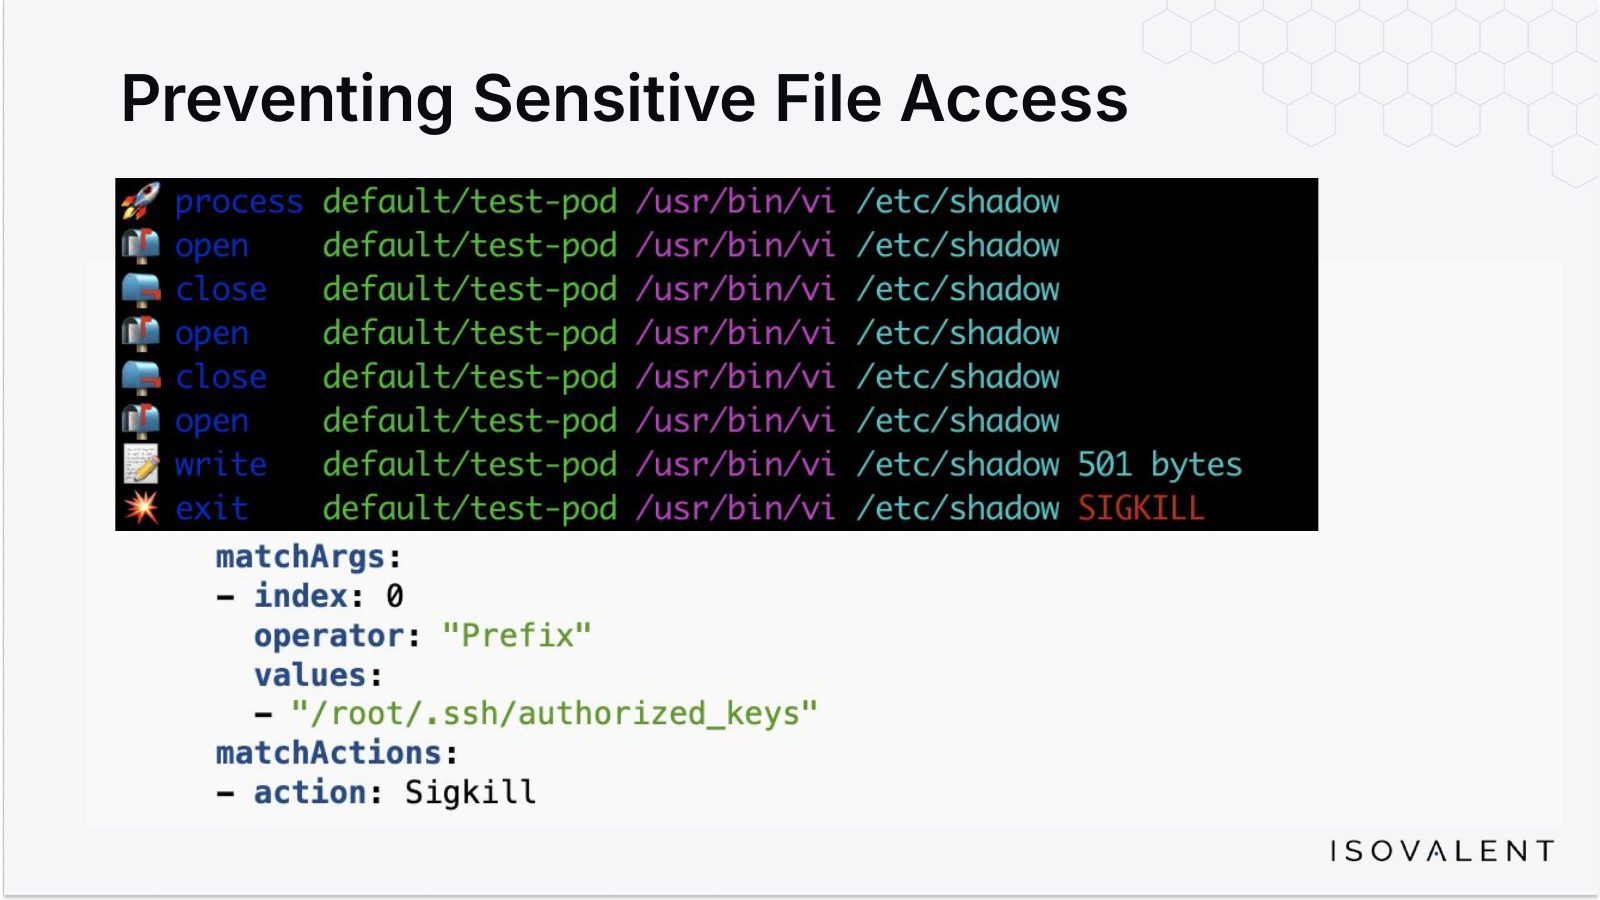 Preventing Sensitive File Access
process default/test-pod /usr/bin/vi /etc/shadow
open default/test-pod /usr/bin/vi /etc/shadow
close default/test-pod /usr/bin/vi /etc/shadow
open default/test-pod /usr/bin/vi /etc/shadow
close default/test-pod /usr/bin/vi /etc/shadow
open default/test-pod /usr/bin/vi /etc/shadow
write default/test-pod /usr/bin/vi /etc/shadow 501 bytes
exit default/test-pod /usr/bin/vi /etc/shadow SIGKILL
matchArgs:
- index: 0
operator: "Prefix"
values:
- "/root/.ssh/authorized_keys"
matchActions:
- action: Sigkill
ISOVALENT